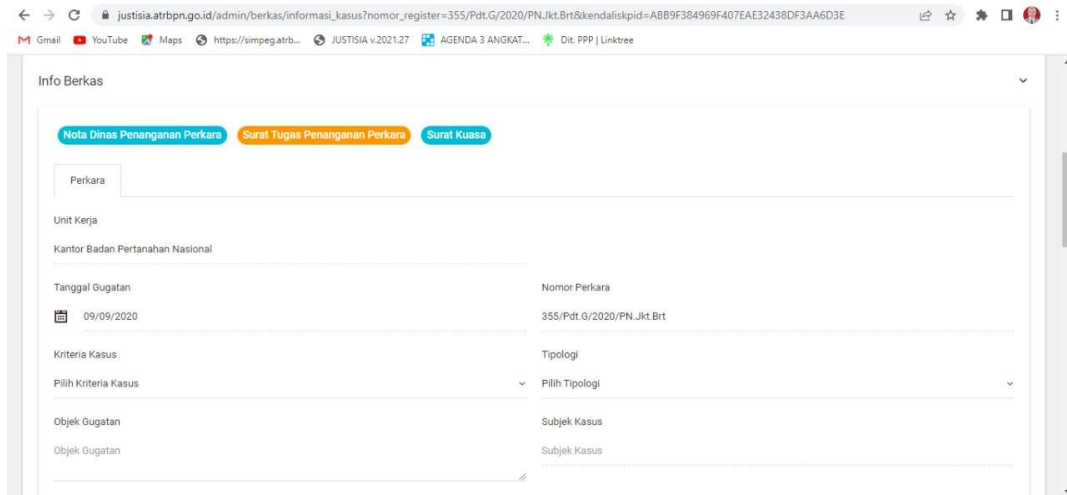 justisia.atrbpn.go.id/admin/berkas/informasi_kasus?nomor_register=355/Pdt.G/2020/PN.Jkt.Brt&kendaliskpid=ABB9F384969F407EAE32438DF3AA6D3E
Gmail YouTube Maps https://simpeg.atrb... JUSTISIA v.2021.27 AGENDA 3 ANGKAT... Dit. PPP | Linktree
Info Berkas
Nota Dinas Penanganan Perkara Surat Tugas Penanganan Perkara Surat Kuasa
Perkara
Unit Kerja
Kantor Badan Pertanahan Nasional
Tanggal Gugatan Nomor Perkara
09/09/2020 355/Pdt.G/2020/PN.Jkt.Brt
Kriteria Kasus Tipologi
Pilih Kriteria Kasus Pilih Tipologi
Objek Gugatan Subjek Kasus
Objek Gugatan Subjek Kasus